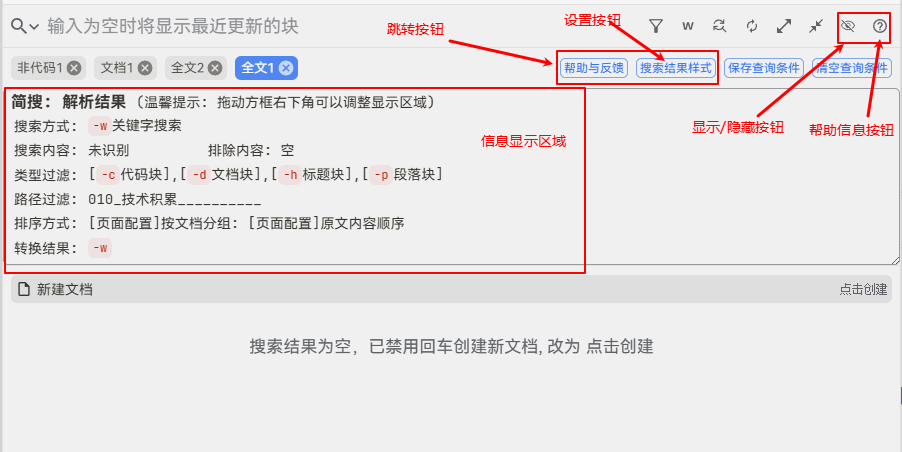 输入为空时将显示最近更新的块
跳转按钮
设置按钮
W
非代码1 文档1 全文2 全文1
帮助与反馈 搜索结果样式 保存查询条件 清空查询条件
简搜: 解析结果 (温馨提示: 拖动方框右下角可以调整显示区域)
搜索方式: -w关键字搜索
信息显示区域
显示/隐藏按钮
帮助信息按钮
搜索内容: 未识别 排除内容: 空
类型过滤: [-c代码块],[-d文档块],[-h标题块],[-p段落块]
路径过滤: 010_技术积累__________
排序方式: [页面配置]按文档分组: [页面配置]原文内容顺序
转换结果: -w
新建文档 点击创建
搜索结果为空, 已禁用回车创建新文档, 改为 点击创建